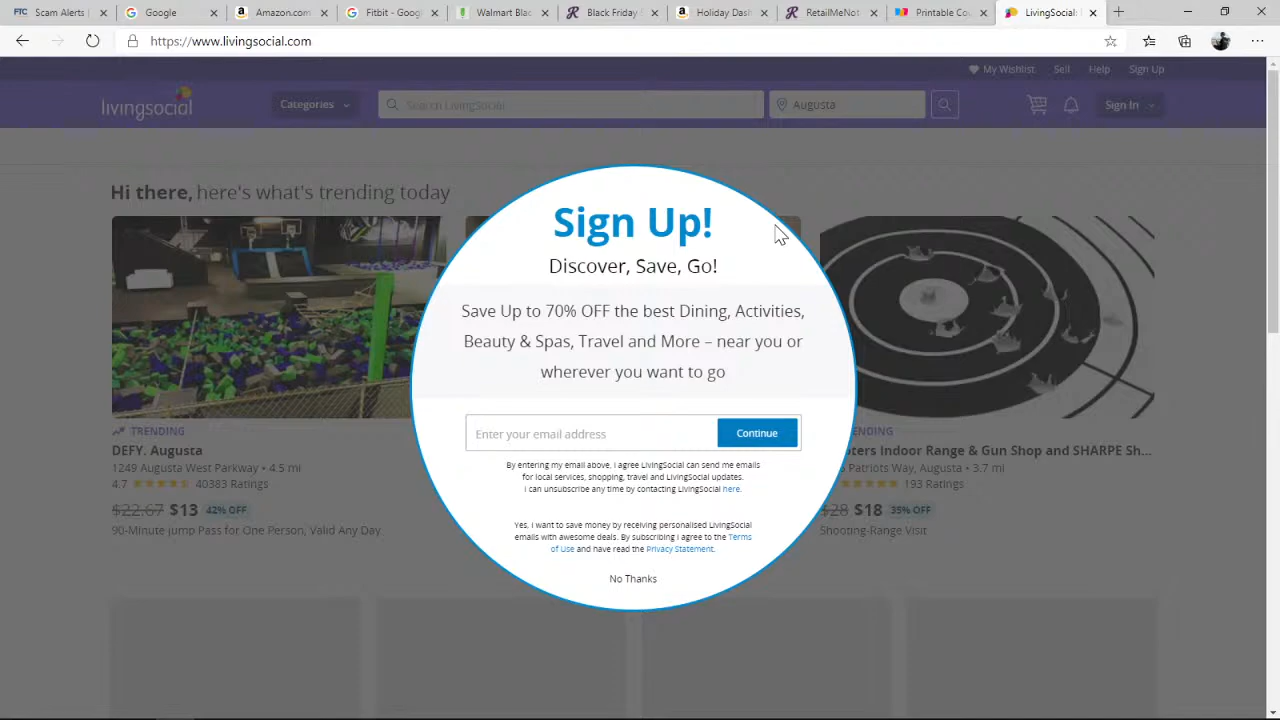 FTC Scam Alerts |
Google
Amazon.com
Fitbit - Goog
Walmart Blac
Black Friday
Holiday Dash
RetailMeNot
Printable Cou
LivingSocial:
https://www.livingsocial.com
My Wishlist Sell Help Sign Up
livingsocial
Categories
Search LivingSocial
Augusta
Sign In
Hi there, here's what's trending today
Sign Up!
Discover, Save, Go!
Save Up to 70% OFF the best Dining, Activities,
Beauty & Spas, Travel and More – near you or
wherever you want to go
Enter your email address
Continue
By entering my email above, I agree LivingSocial can send me emails
for local services, shopping, travel and LivingSocial updates.
I can unsubscribe any time by contacting LivingSocial here.
Yes, I want to save money by receiving personalised LivingSocial
emails with awesome deals. By subscribing I agree to the Terms
of Use and have read the Privacy Statement.
No Thanks
TRENDING
DEFY. Augusta
1249 Augusta West Parkway • 4.5 mi
4.7 40383 Ratings
$22.67 $13 42% OFF
90-Minute Jump Pass for One Person, Valid Any Day.
ENDING
oters Indoor Range & Gun Shop and SHARPE Sh...
Patriots Way, Augusta • 3.7 mi
193 Ratings
$28 $18 35% OFF
Shooting-Range Visit